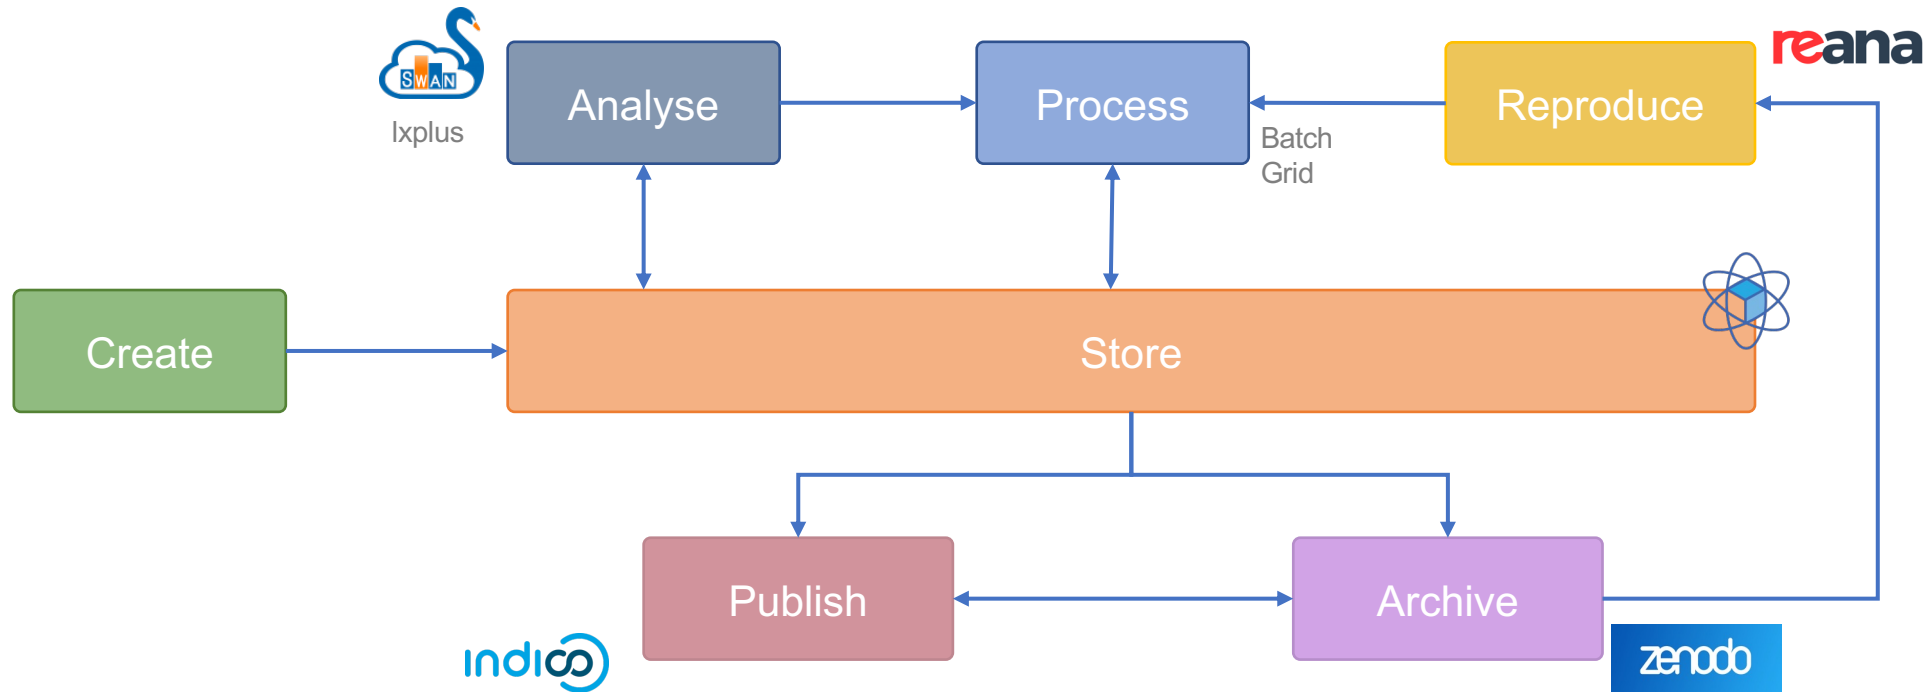 SWAN
lxplus
Analyse
Process
Batch
Grid
Reproduce
reana
Create
Store
Publish
Archive
indico
zenodo